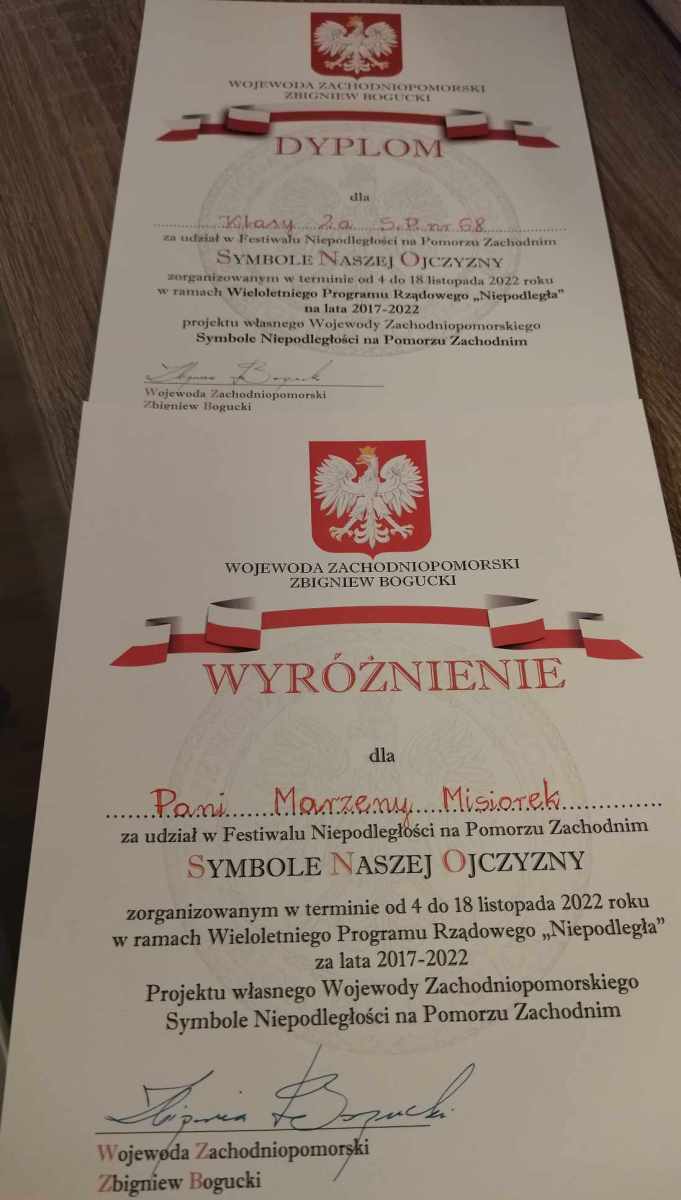 WOJEWODA ZACHODNIOPOMORSKI
ZBIGNIEW BOGUCKI
DYPLOM
dla
Klasy 2a S.P. nr 68
za udział w Festiwalu Niepodległości na Pomorzu Zachodnim
SYMBOLE NASZEJ OJCZYZNY
zorganizowanym w terminie od 4 do 18 listopada 2022 roku
w ramach Wieloletniego Programu Rządowego „Niepodległa”
na lata 2017-2022
projektu własnego Wojewody Zachodniopomorskiego
Symbole Niepodległości na Pomorzu Zachodnim
Zbigniew Bogucki
Wojewoda Zachodniopomorski
Zbigniew Bogucki
WOJEWODA ZACHODNIOPOMORSKI
ZBIGNIEW BOGUCKI
WYRÓŻNIENIE
dla
Pani Marzeny Misiorek
za udział w Festiwalu Niepodległości na Pomorzu Zachodnim
SYMBOLE NASZEJ OJCZYZNY
zorganizowanym w terminie od 4 do 18 listopada 2022 roku
w ramach Wieloletniego Programu Rządowego „Niepodległa”
za lata 2017-2022
Projektu własnego Wojewody Zachodniopomorskiego
Symbole Niepodległości na Pomorzu Zachodnim
Zbigniew Bogucki
Wojewoda Zachodniopomorski
Zbigniew Bogucki